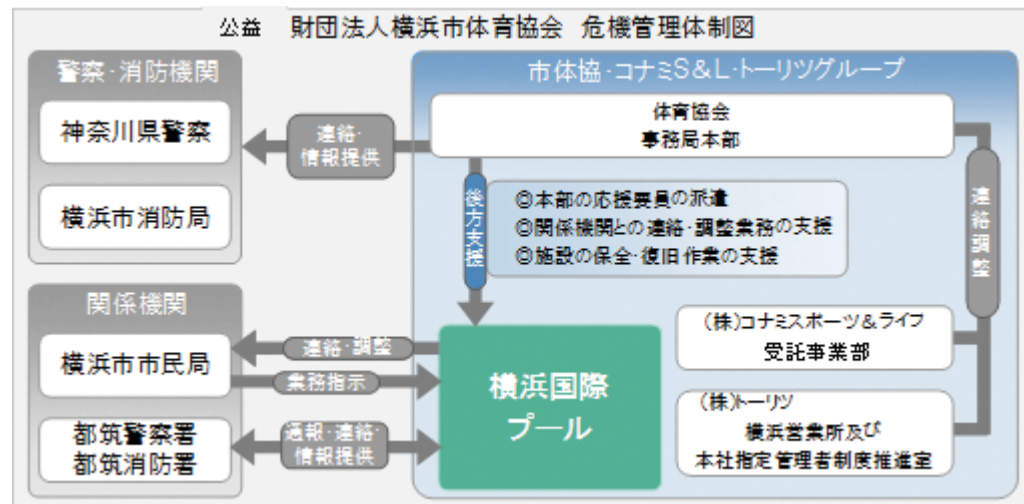 公益 財団法人横浜市体育協会 危機管理体制図
警察・消防機関
神奈川県警察
横浜市消防局
連絡・
情報提供
市体協・コナミS&L・トーリツグループ
体育協会
事務局本部
後方支援
◎本部の応援要員の派遣
◎関係機関との連絡・調整業務の支援
◎施設の保全・復旧作業の支援
連絡調整
関係機関
横浜市市民局
都筑警察署
都筑消防署
連絡・調整
業務指示
通報・連絡・
情報提供
横浜国際
プール
(株)コナミスポーツ&ライフ
受託事業部
(株)トーリツ
横浜営業所及び
本社指定管理者制度推進室